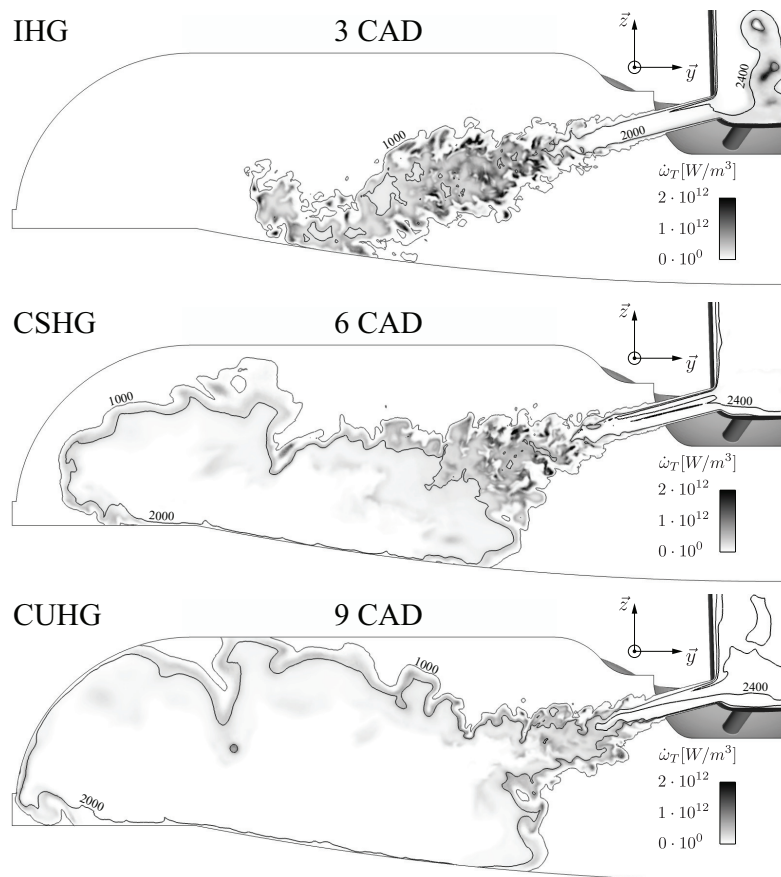 IHG 3 CAD
z⃗
y⃗
2400
1000
2000
ω̇_T [W/m³]
2 · 10¹²
1 · 10¹²
0 · 10⁰
CSHG 6 CAD
z⃗
y⃗
1000
2400
2000
ω̇_T [W/m³]
2 · 10¹²
1 · 10¹²
0 · 10⁰
CUHG 9 CAD
z⃗
y⃗
1000
2400
2000
ω̇_T [W/m³]
2 · 10¹²
1 · 10¹²
0 · 10⁰